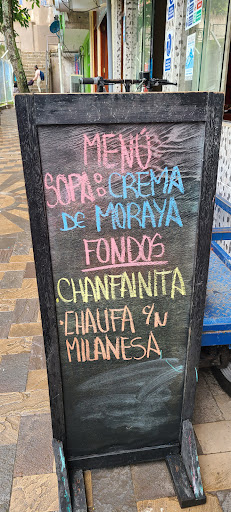 MENÚ
SOPA: CREMA
DE MORAYA
FONDOS
.CHANFAINITA
.CHAUFA %N
MILANESA.